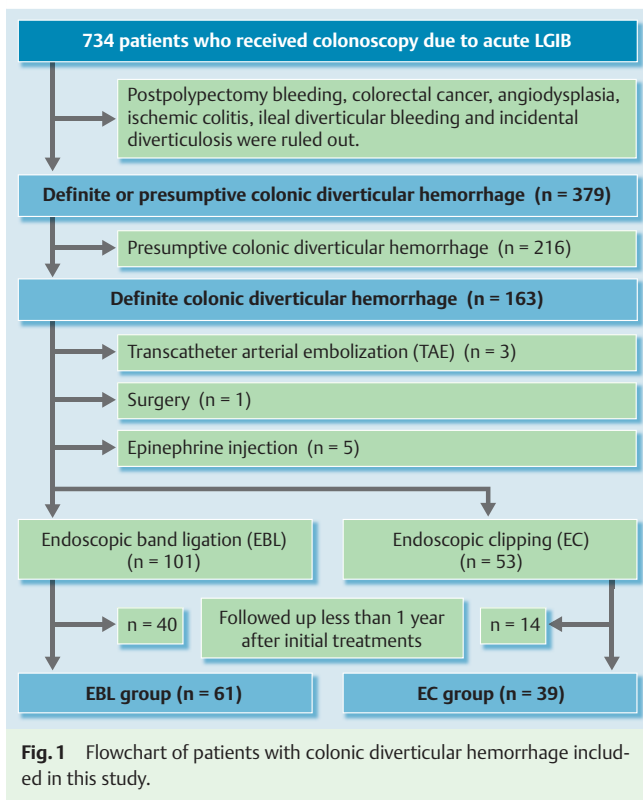 734 patients who received colonoscopy due to acute LGIB
Postpolypectomy bleeding, colorectal cancer, angiodysplasia,
ischemic colitis, ileal diverticular bleeding and incidental
diverticulosis were ruled out.
Definite or presumptive colonic diverticular hemorrhage (n = 379)
Presumptive colonic diverticular hemorrhage (n = 216)
Definite colonic diverticular hemorrhage (n = 163)
Transcatheter arterial embolization (TAE) (n = 3)
Surgery (n = 1)
Epinephrine injection (n = 5)
Endoscopic band ligation (EBL)
(n = 101)
Endoscopic clipping (EC)
(n = 53)
n = 40
Followed up less than 1 year
after initial treatments
n = 14
EBL group (n = 61)
EC group (n = 39)
Fig. 1 Flowchart of patients with colonic diverticular hemorrhage includ-
ed in this study.